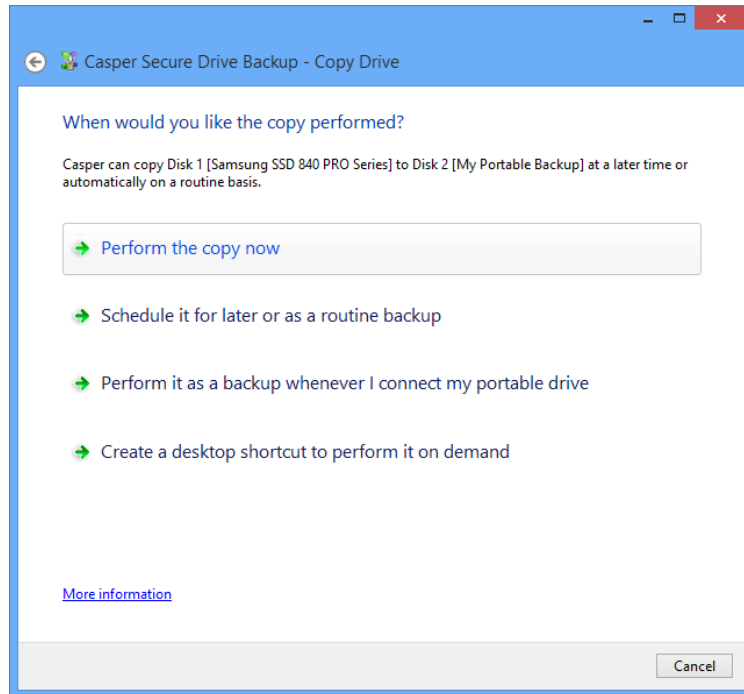 Casper Secure Drive Backup - Copy Drive
When would you like the copy performed?
Casper can copy Disk 1 [Samsung SSD 840 PRO Series] to Disk 2 [My Portable Backup] at a later time or
automatically on a routine basis.
Perform the copy now
Schedule it for later or as a routine backup
Perform it as a backup whenever I connect my portable drive
Create a desktop shortcut to perform it on demand
More information
Cancel